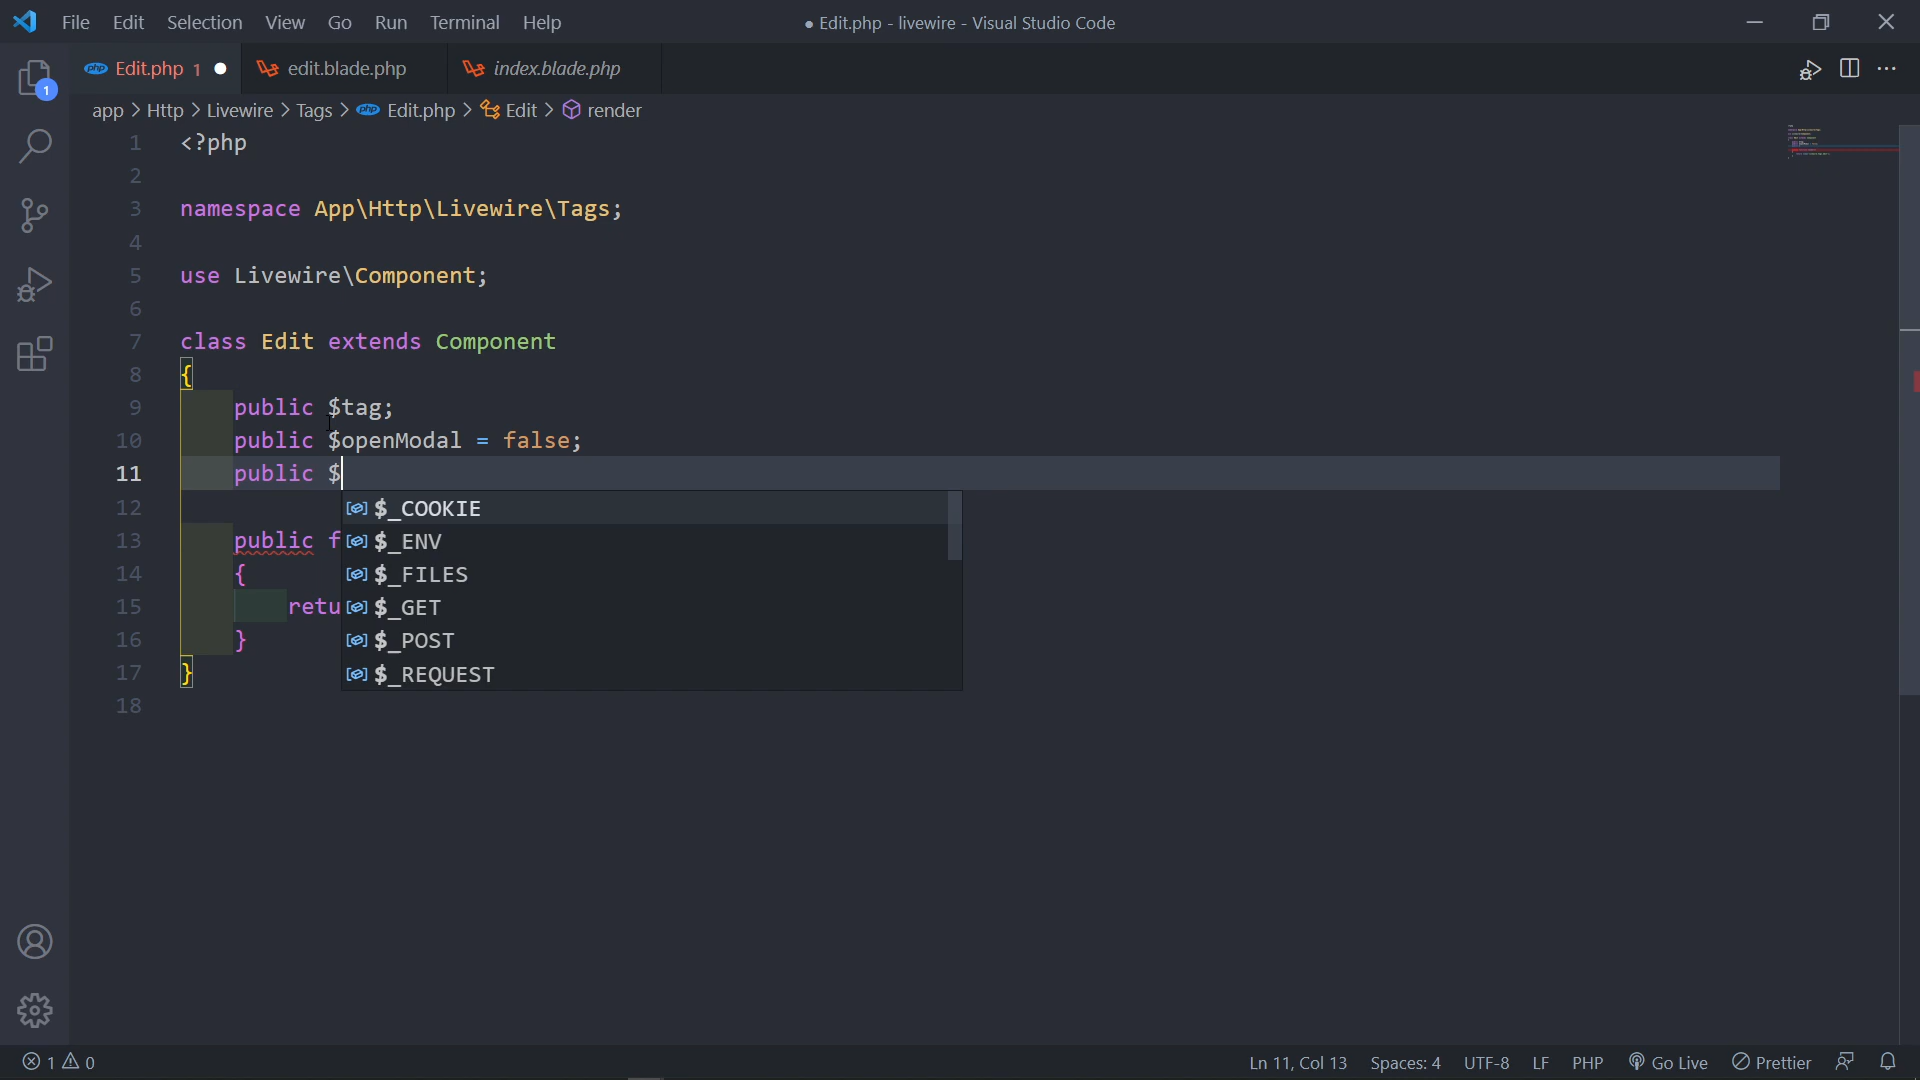 File Edit Selection View Go Run Terminal Help ● Edit.php - livewire - Visual Studio Code
php Edit.php 1 ● edit.blade.php index.blade.php
1
app > Http > Livewire > Tags > php Edit.php > Edit > render
1 <?php
2
3 namespace App\Http\Livewire\Tags;
4
5 use Livewire\Component;
6
7 class Edit extends Component
8 {
9 public $tag;
10 public $openModal = false;
11 public $
12 $_COOKIE
$_ENV
13 public f
14 { $_FILES
15 retu $_GET
16 } $_POST
17 } $_REQUEST
18
1 0 Ln 11, Col 13 Spaces: 4 UTF-8 LF PHP Go Live Prettier